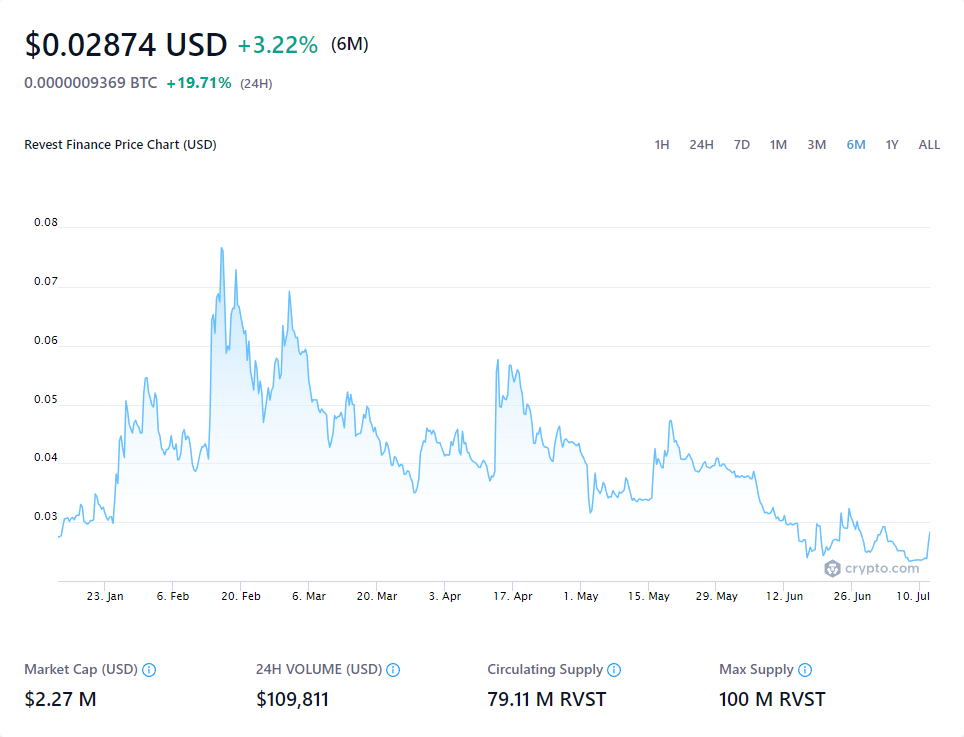 $0.02874 USD +3.22% (6M)
0.0000009369 BTC +19.71% (24H)
Revest Finance Price Chart (USD) 1H 24H 7D 1M 3M 6M 1Y ALL
0.08
0.07
0.06
0.05
0.04
0.03
crypto.com
23. Jan 6. Feb 20. Feb 6. Mar 20. Mar 3. Apr 17. Apr 1. May 15. May 29. May 12. Jun 26. Jun 10. Jul
Market Cap (USD) 24H VOLUME (USD) Circulating Supply Max Supply
$2.27 M $109,811 79.11 M RVST 100 M RVST